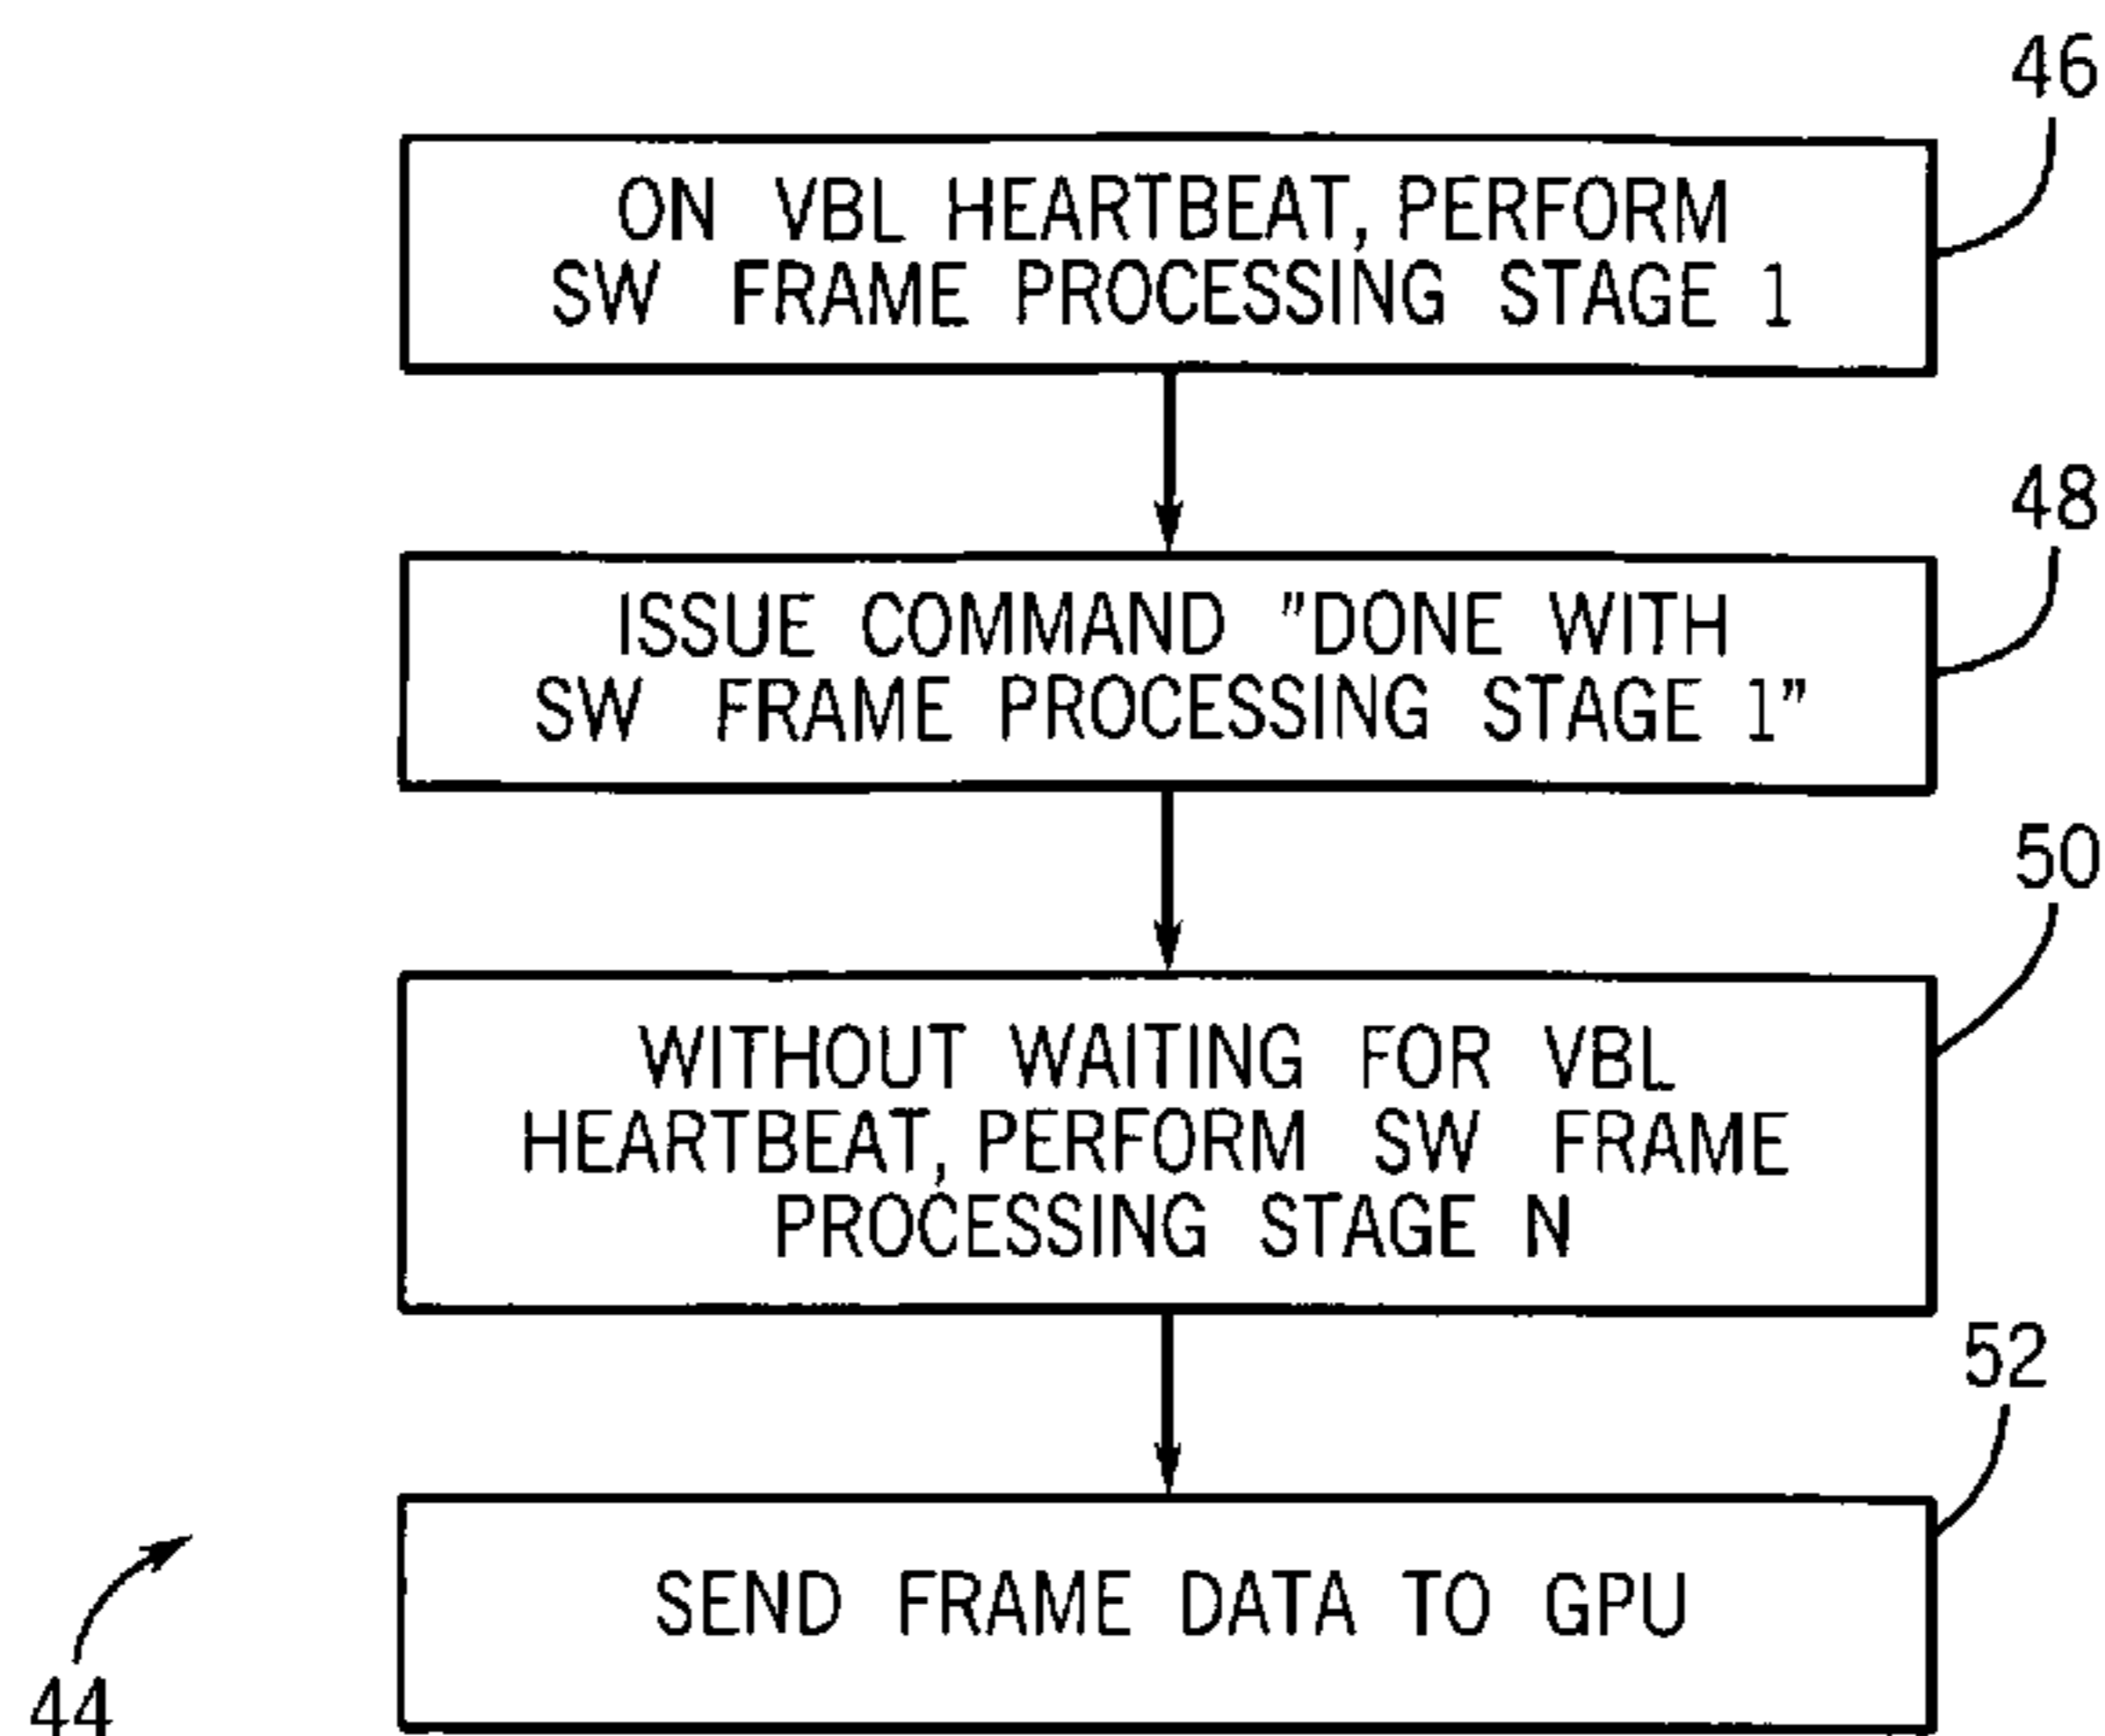 46
ON VBL HEARTBEAT, PERFORM
SW FRAME PROCESSING STAGE 1
48
ISSUE COMMAND "DONE WITH
SW FRAME PROCESSING STAGE 1"
50
WITHOUT WAITING FOR VBL
HEARTBEAT, PERFORM SW FRAME
PROCESSING STAGE N
52
SEND FRAME DATA TO GPU
44